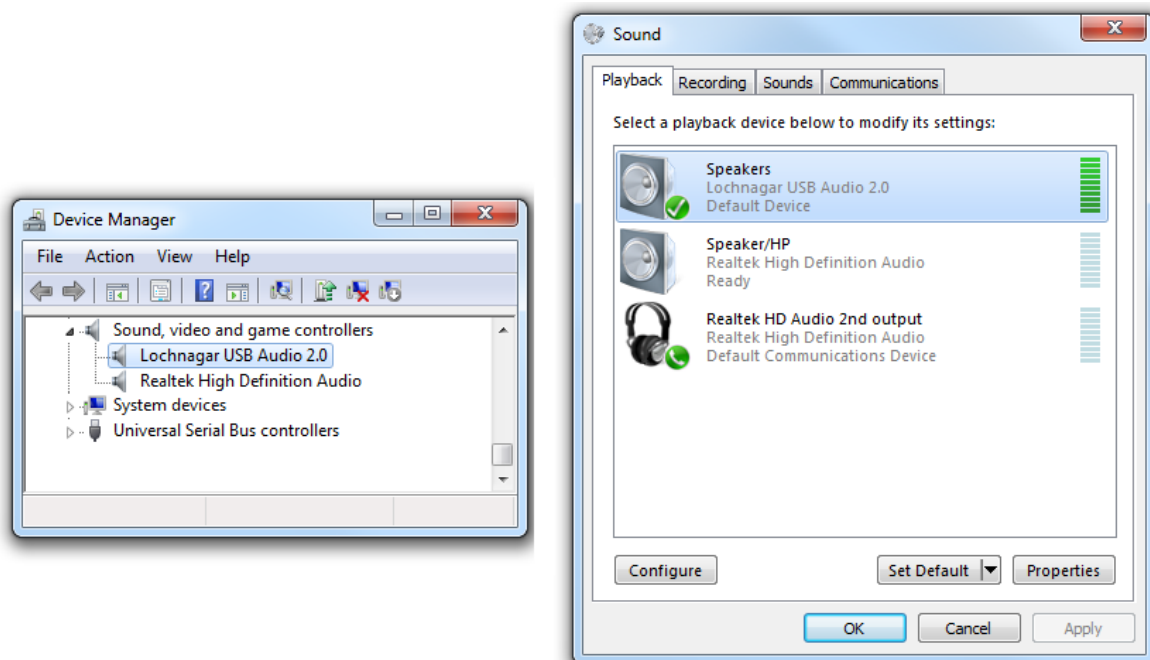 Device Manager
File Action View Help
Sound, video and game controllers
Lochnagar USB Audio 2.0
Realtek High Definition Audio
System devices
Universal Serial Bus controllers
Sound
Playback Recording Sounds Communications
Select a playback device below to modify its settings:
Speakers
Lochnagar USB Audio 2.0
Default Device
Speaker/HP
Realtek High Definition Audio
Ready
Realtek HD Audio 2nd output
Realtek High Definition Audio
Default Communications Device
Configure Set Default Properties
OK Cancel Apply